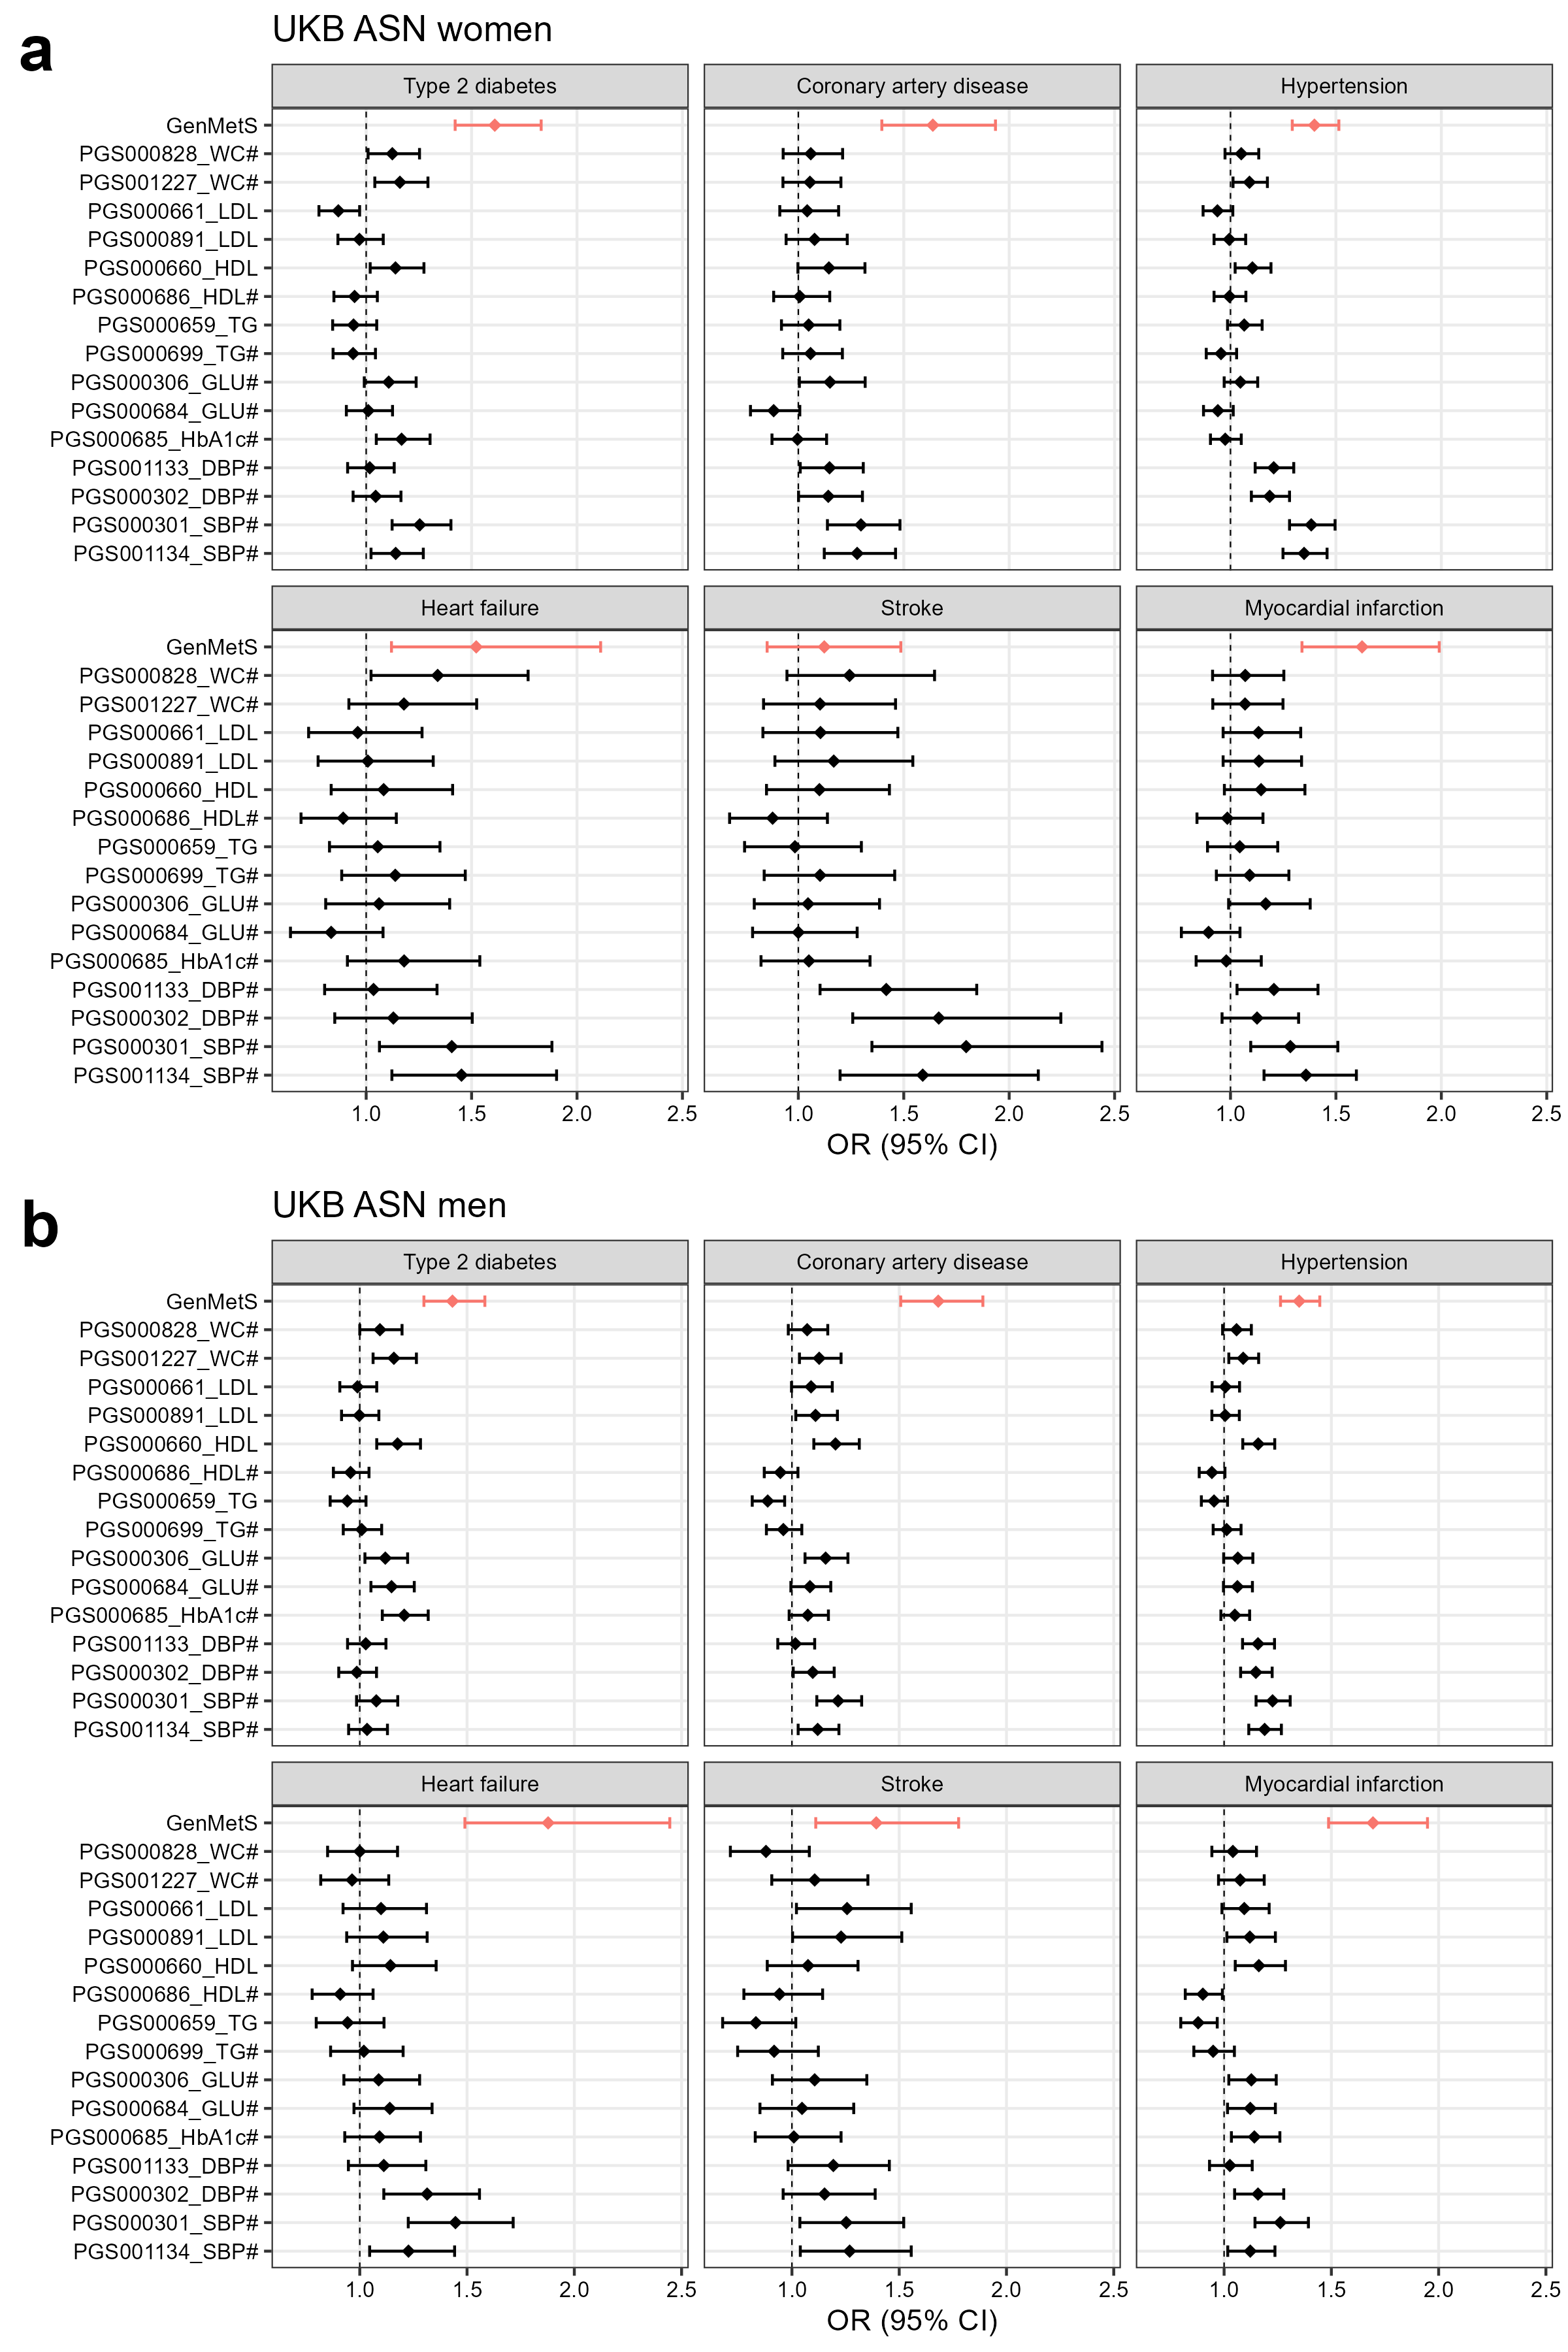 a
UKB ASN women
Type 2 diabetes
Coronary artery disease
Hypertension
GenMetS
PGS000828_WC#
PGS001227_WC#
PGS000661_LDL
PGS000891_LDL
PGS000660_HDL
PGS000686_HDL#
PGS000659_TG
PGS000699_TG#
PGS000306_GLU#
PGS000684_GLU#
PGS000685_HbA1c#
PGS001133_DBP#
PGS000302_DBP#
PGS000301_SBP#
PGS001134_SBP#
Heart failure
Stroke
Myocardial infarction
GenMetS
PGS000828_WC#
PGS001227_WC#
PGS000661_LDL
PGS000891_LDL
PGS000660_HDL
PGS000686_HDL#
PGS000659_TG
PGS000699_TG#
PGS000306_GLU#
PGS000684_GLU#
PGS000685_HbA1c#
PGS001133_DBP#
PGS000302_DBP#
PGS000301_SBP#
PGS001134_SBP#
1.0 1.5 2.0 2.5
1.0 1.5 2.0 2.5
1.0 1.5 2.0 2.5
OR (95% CI)
b
UKB ASN men
Type 2 diabetes
Coronary artery disease
Hypertension
GenMetS
PGS000828_WC#
PGS001227_WC#
PGS000661_LDL
PGS000891_LDL
PGS000660_HDL
PGS000686_HDL#
PGS000659_TG
PGS000699_TG#
PGS000306_GLU#
PGS000684_GLU#
PGS000685_HbA1c#
PGS001133_DBP#
PGS000302_DBP#
PGS000301_SBP#
PGS001134_SBP#
Heart failure
Stroke
Myocardial infarction
GenMetS
PGS000828_WC#
PGS001227_WC#
PGS000661_LDL
PGS000891_LDL
PGS000660_HDL
PGS000686_HDL#
PGS000659_TG
PGS000699_TG#
PGS000306_GLU#
PGS000684_GLU#
PGS000685_HbA1c#
PGS001133_DBP#
PGS000302_DBP#
PGS000301_SBP#
PGS001134_SBP#
1.0 1.5 2.0 2.5
1.0 1.5 2.0 2.5
1.0 1.5 2.0 2.5
OR (95% CI)